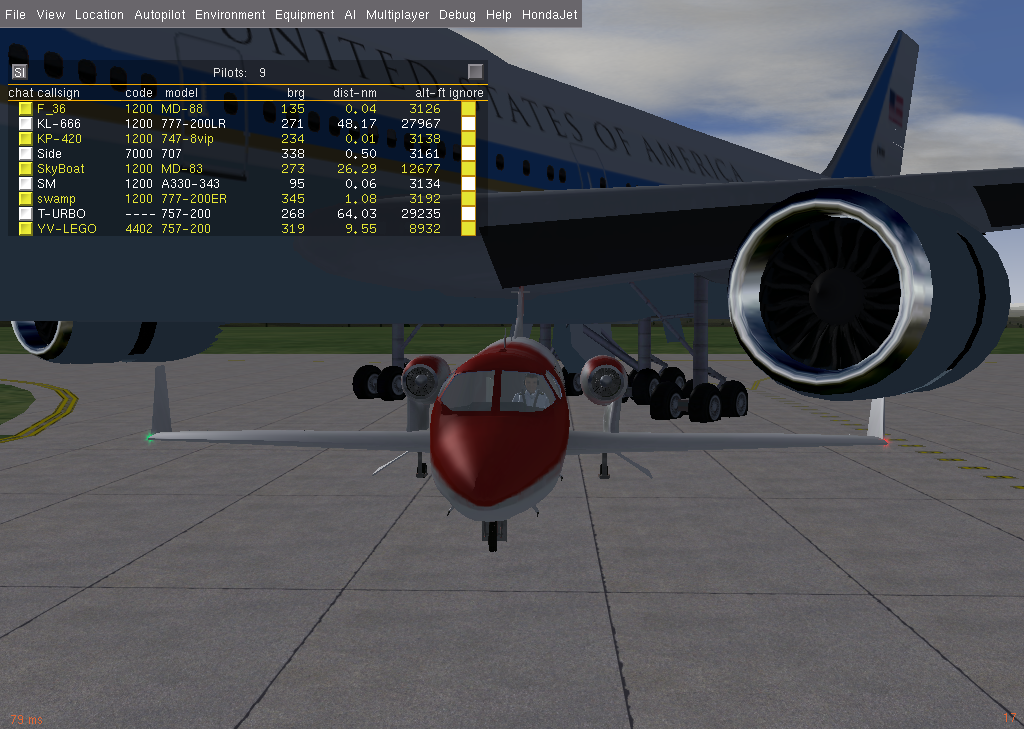 File View Location Autopilot Environment Equipment AI Multiplayer Debug Help HondaJet
UNITED STATES OF AMERICA
SI Pilots: 9
chat callsign code model brg dist-nm alt-ft ignore
F_36 1200 MD-88 135 0.04 3126
KL-666 1200 777-200LR 271 48.17 27967
KP-420 1200 747-8vip 234 0.01 3138
Side 7000 707 338 0.50 3161
SkyBoat 1200 MD-83 273 26.29 12677
SM 1200 A330-343 95 0.06 3134
swamp 1200 777-200ER 345 1.08 3192
T-URBO ---- 757-200 268 64.03 29235
YV-LEGO 4402 757-200 319 9.55 8932
79 ms 17